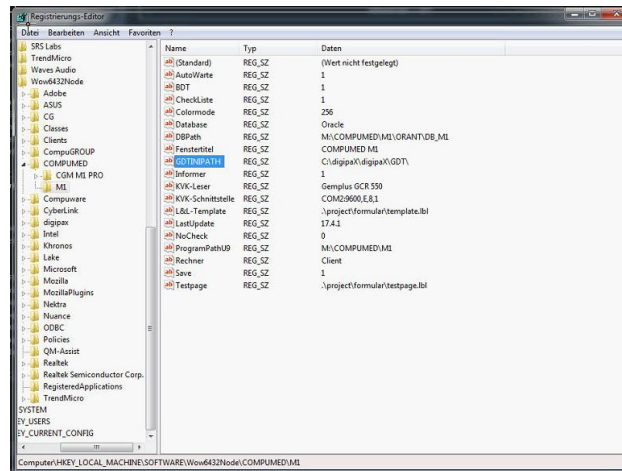 Registrierungs-Editor
Datei Bearbeiten Ansicht Favoriten ?
SRS Labs
TrendMicro
Waves Audio
Wow6432Node
Adobe
ASUS
CG
Classes
Clients
CompuGROUP
COMPUMED
CGM M1 PRO
M1
Compuware
CyberLink
digipax
Intel
Khronos
Lake
Microsoft
Mozilla
MozillaPlugins
Nektra
Nuance
ODBC
Policies
QM-Assist
Realtek
Realtek Semiconductor Corp.
RegisteredApplications
TrendMicro
SYSTEM
EY_USERS
EY_CURRENT_CONFIG
Name Typ Daten
(Standard) REG_SZ (Wert nicht festgelegt)
AutoWarte REG_SZ 1
BDT REG_SZ 1
CheckListe REG_SZ 1
Colormode REG_SZ 256
Database REG_SZ Oracle
DBPath REG_SZ M:\COMPUMED\M1\ORANT\DB_M1
Fenstertitel REG_SZ COMPUMED M1
GDTINIPATH REG_SZ C:\digipaX\digipaX\GDT\
Informer REG_SZ 1
KVK-Leser REG_SZ Gemplus GCR 550
KVK-Schnittstelle REG_SZ COM2:9600,E,8,1
L&L-Template REG_SZ .\project\formular\template.lbl
LastUpdate REG_SZ 17.4.1
NoCheck REG_SZ 0
ProgramPathU9 REG_SZ M:\COMPUMED\M1
Rechner REG_SZ Client
Save REG_SZ 1
Testpage REG_SZ .\project\formular\testpage.lbl
Computer\HKEY_LOCAL_MACHINE\SOFTWARE\Wow6432Node\COMPUMED\M1